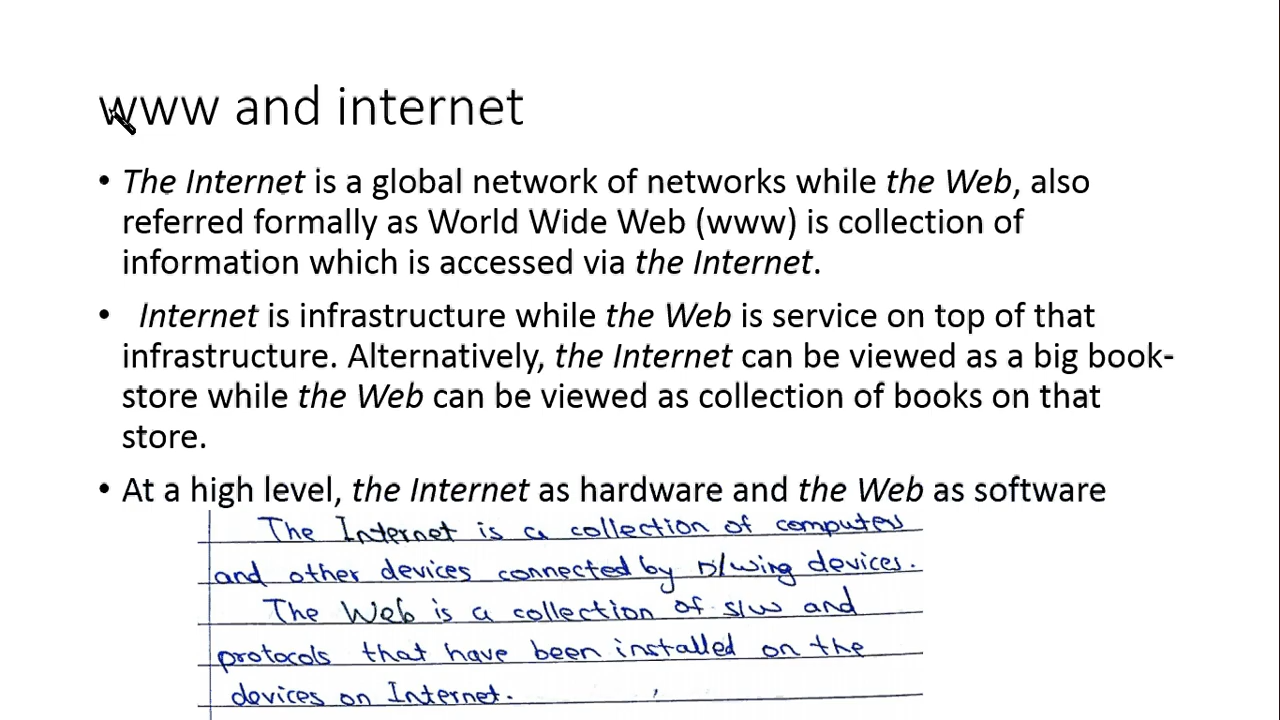 www and internet
• The Internet is a global network of networks while the Web, also
referred formally as World Wide Web (www) is collection of
information which is accessed via the Internet.
• Internet is infrastructure while the Web is service on top of that
infrastructure. Alternatively, the Internet can be viewed as a big book-
store while the Web can be viewed as collection of books on that
store.
• At a high level, the Internet as hardware and the Web as software
The Internet is a collection of computers
and other devices connected by n/wing devices.
The Web is a collection of s/w and
protocols that have been installed on the
devices on Internet.